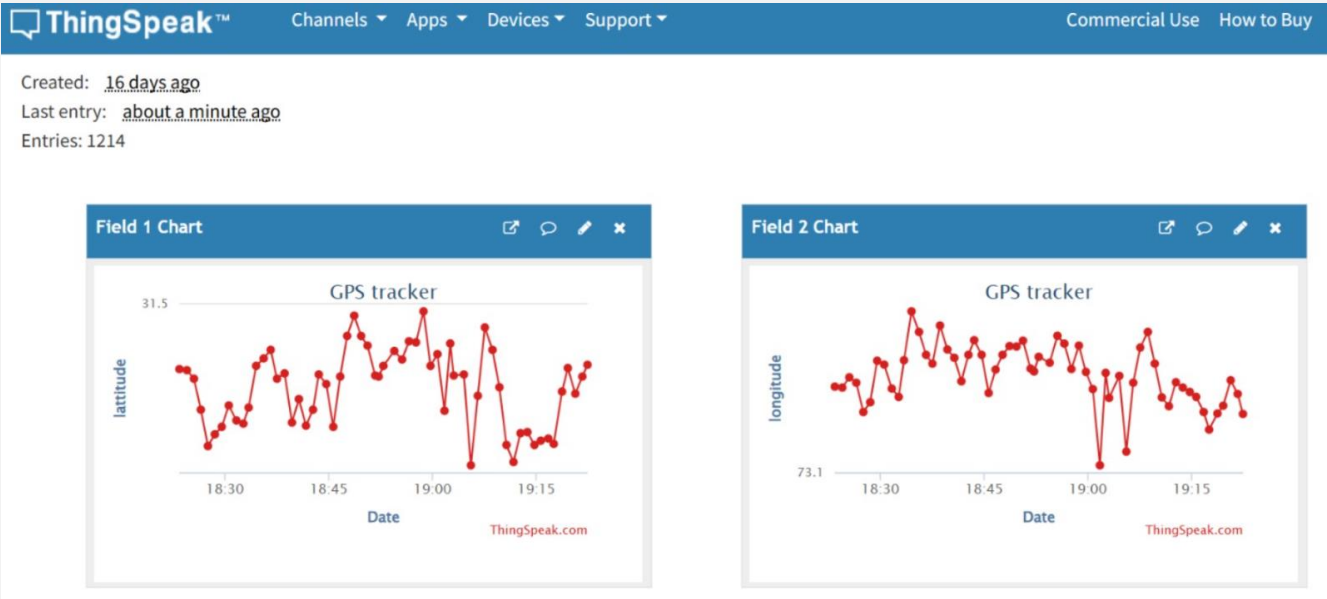 ThingSpeak™ Channels Apps Devices Support Commercial Use How to Buy
Created: 16 days ago
Last entry: about a minute ago
Entries: 1214
Field 1 Chart
GPS tracker
31.5
lattitude
18:30 18:45 19:00 19:15
Date
ThingSpeak.com
Field 2 Chart
GPS tracker
longitude
73.1
18:30 18:45 19:00 19:15
Date
ThingSpeak.com